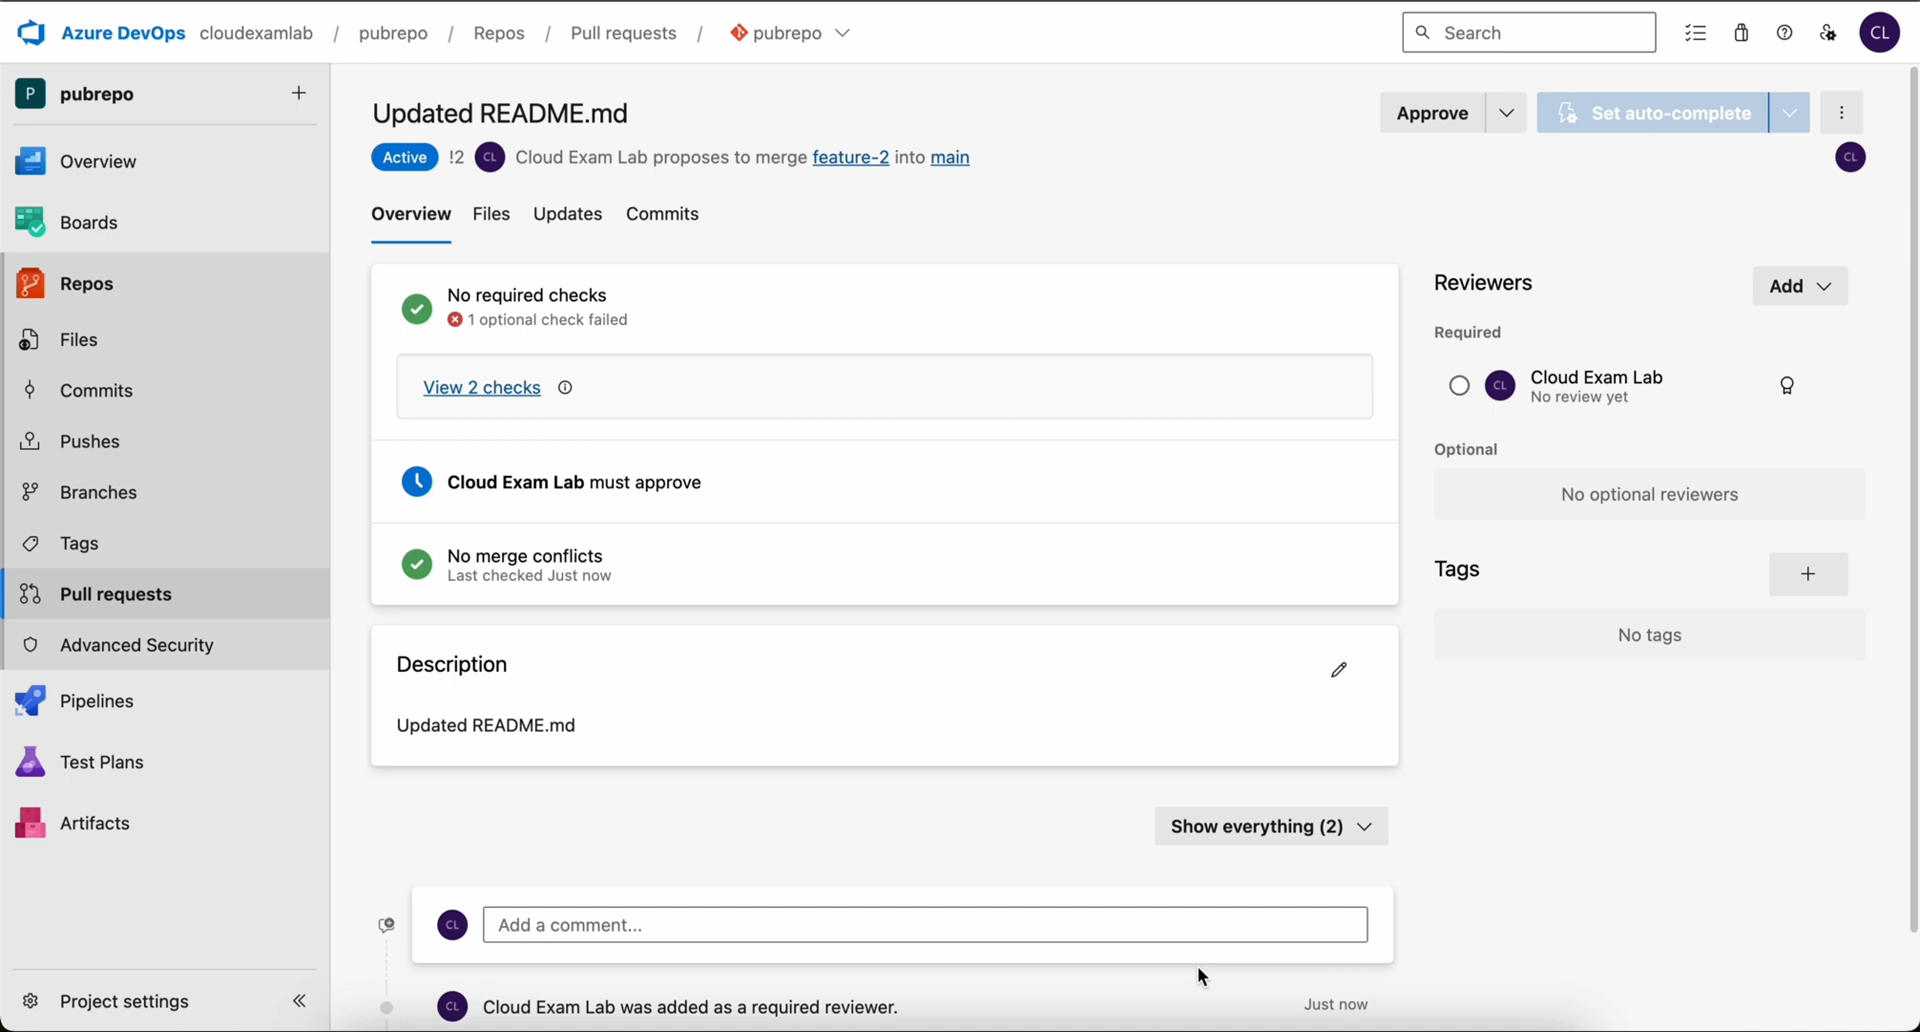 Azure DevOps cloudexamlab / pubrepo / Repos / Pull requests / pubrepo
Search
CL
P pubrepo
Overview
Boards
Repos
Files
Commits
Pushes
Branches
Tags
Pull requests
Advanced Security
Pipelines
Test Plans
Artifacts
Project settings
Updated README.md
Approve
Set auto-complete
Active !2 CL Cloud Exam Lab proposes to merge feature-2 into main
CL
Overview Files Updates Commits
No required checks
1 optional check failed
View 2 checks
Cloud Exam Lab must approve
No merge conflicts
Last checked Just now
Description
Updated README.md
Show everything (2)
CL Add a comment...
CL Cloud Exam Lab was added as a required reviewer. Just now
Reviewers
Add
Required
CL Cloud Exam Lab
No review yet
Optional
No optional reviewers
Tags
No tags